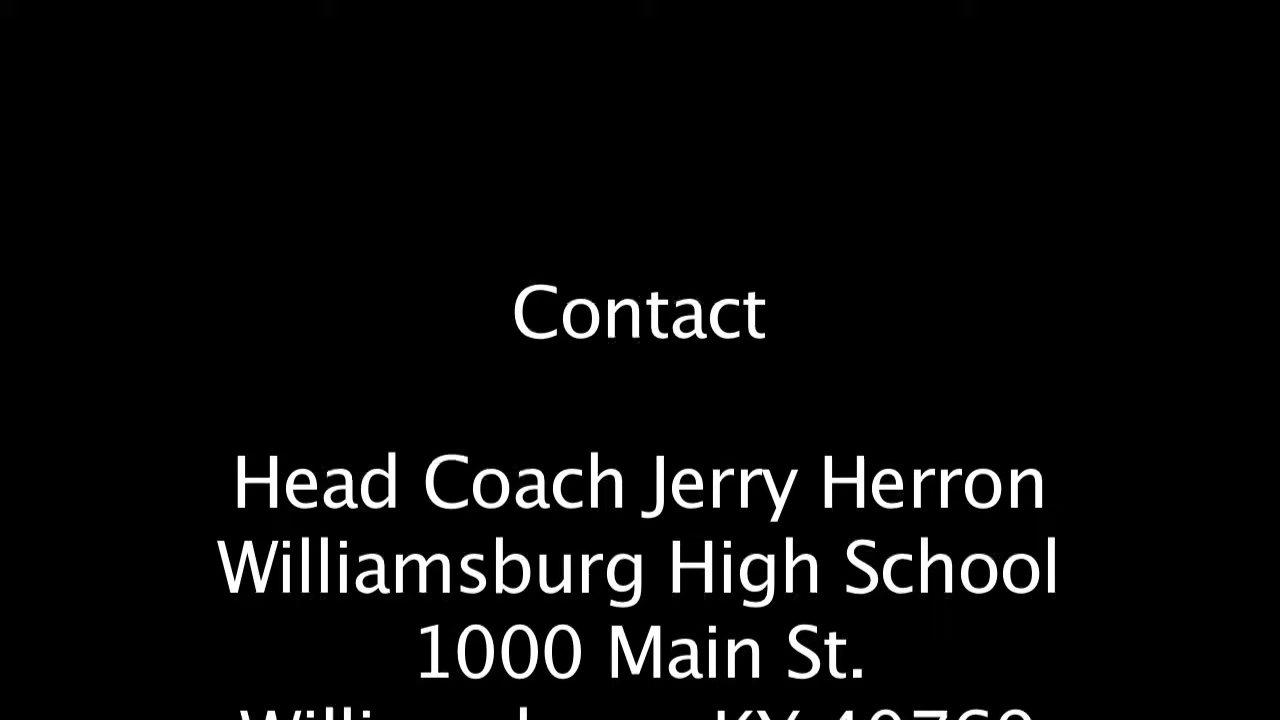 Contact
Head Coach Jerry Herron
Williamsburg High School
1000 Main St.